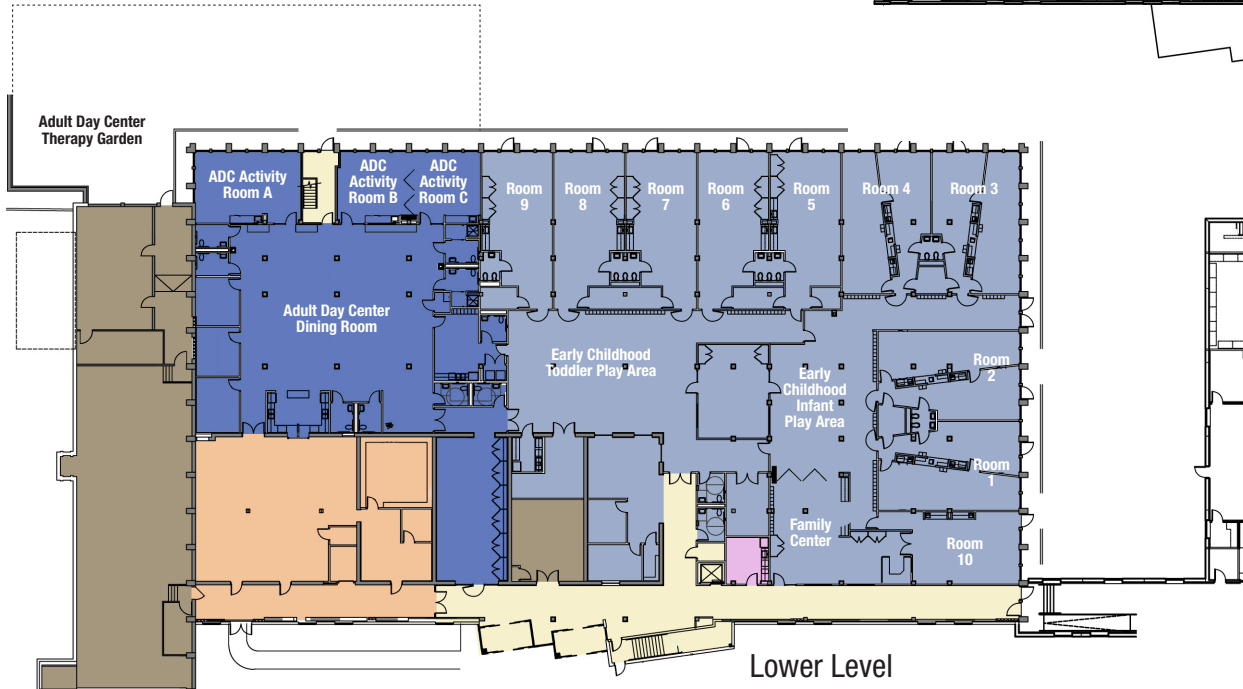 Adult Day Center
Therapy Garden
ADC Activity
Room A
ADC
Activity
Room B
ADC
Activity
Room C
Room
9
Room
8
Room
7
Room
6
Room
5
Room 4
Room 3
Adult Day Center
Dining Room
Early Childhood
Toddler Play Area
Early
Childhood
Infant
Play Area
Room
2
Room
1
Family
Center
Room
10
Lower Level